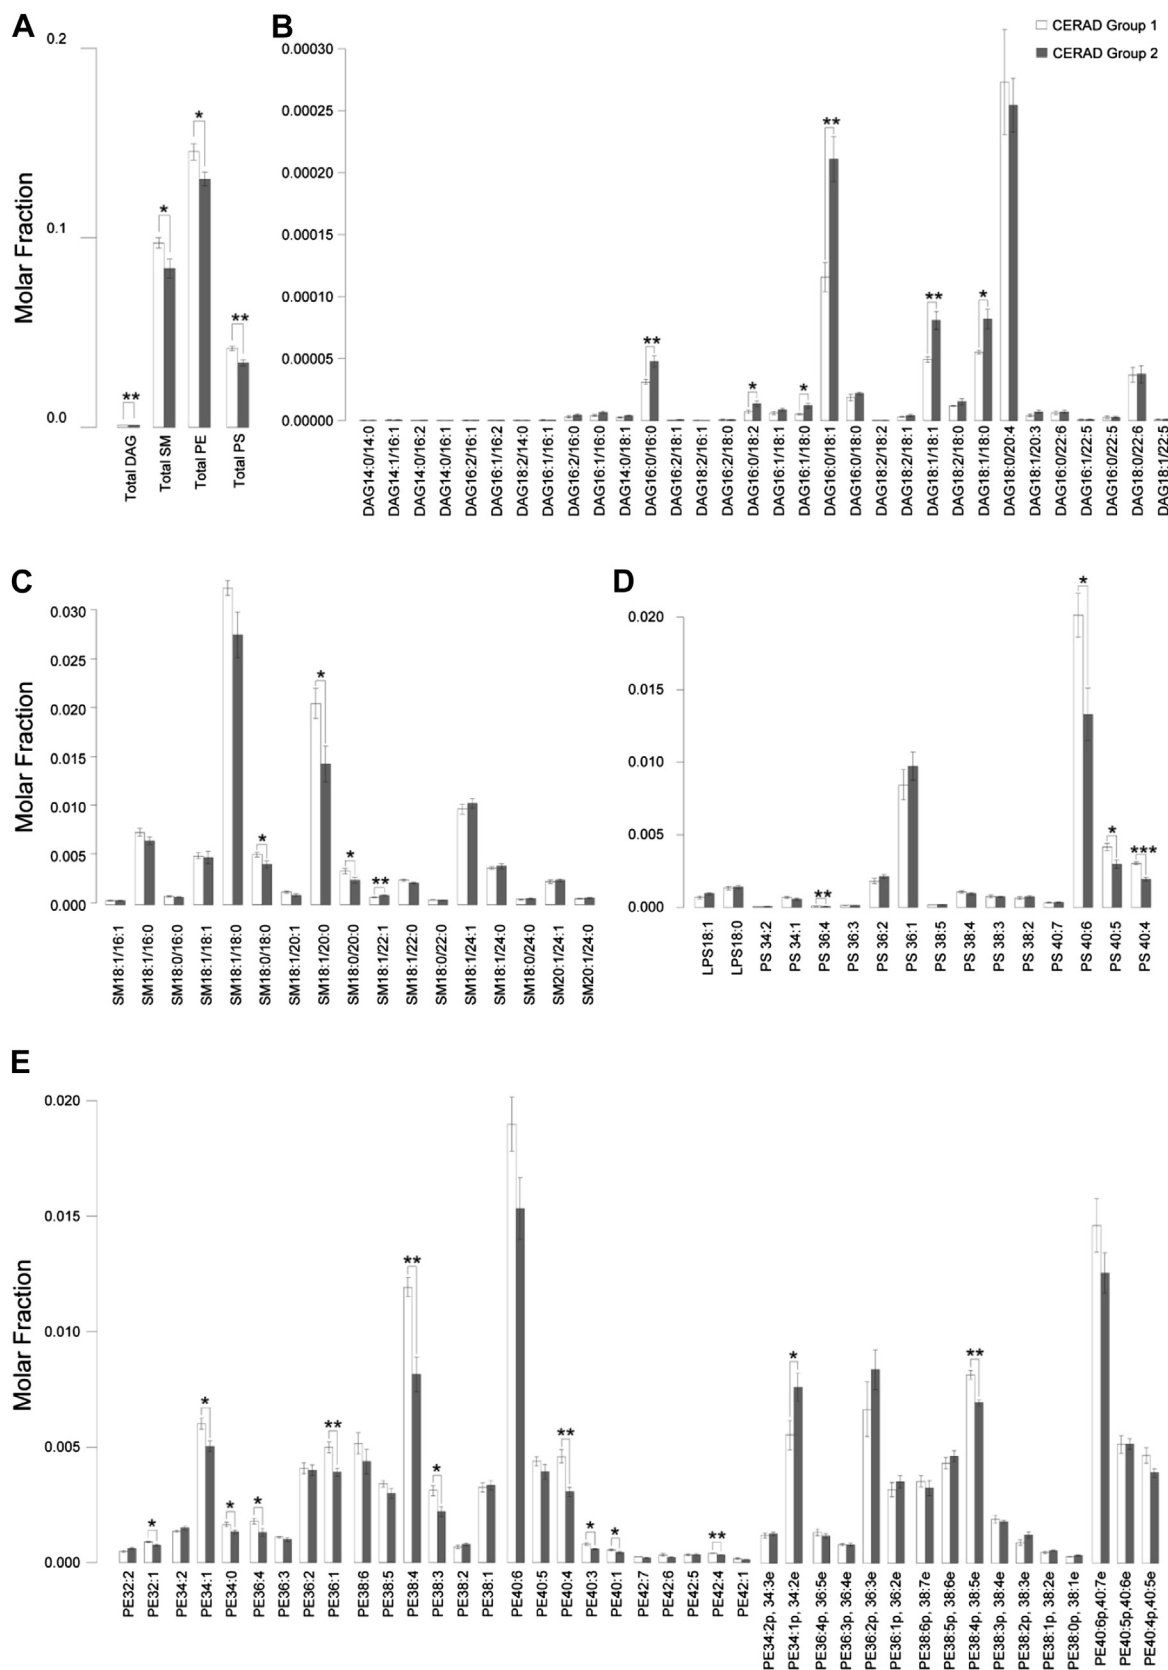 A
Molar Fraction
0.2
0.1
0.0
**
*
*
**
Total DAG
Total SM
Total PE
Total PS
B
CERAD Group 1
CERAD Group 2
0.00030
0.00025
0.00020
0.00015
0.00010
0.00005
0.00000
**
*
*
**
**
*
DAG14:0/14:0
DAG14:1/16:1
DAG14:0/16:2
DAG14:0/16:1
DAG16:2/16:1
DAG16:1/16:2
DAG18:2/14:0
DAG16:1/16:1
DAG16:2/16:0
DAG16:1/16:0
DAG14:0/18:1
DAG16:0/16:0
DAG16:2/18:1
DAG18:2/16:1
DAG16:2/18:0
DAG16:0/18:2
DAG16:1/18:1
DAG16:1/18:0
DAG16:0/18:1
DAG16:0/18:0
DAG18:2/18:2
DAG18:2/18:1
DAG18:1/18:1
DAG18:2/18:0
DAG18:1/18:0
DAG18:0/20:4
DAG18:1/20:3
DAG16:0/22:6
DAG16:1/22:5
DAG16:0/22:5
DAG18:0/22:6
DAG18:1/22:5
C
Molar Fraction
0.030
0.025
0.020
0.015
0.010
0.005
0.000
*
*
*
**
SM18:1/16:1
SM18:1/16:0
SM18:0/16:0
SM18:1/18:1
SM18:1/18:0
SM18:0/18:0
SM18:1/20:1
SM18:1/20:0
SM18:0/20:0
SM18:1/22:1
SM18:1/22:0
SM18:0/22:0
SM18:1/24:1
SM18:1/24:0
SM18:0/24:0
SM20:1/24:1
SM20:1/24:0
D
0.020
0.015
0.010
0.005
0.000
**
*
*
***
LPS18:1
LPS18:0
PS 34:2
PS 34:1
PS 36:4
PS 36:3
PS 36:2
PS 36:1
PS 38:5
PS 38:4
PS 38:3
PS 38:2
PS 40:7
PS 40:6
PS 40:5
PS 40:4
E
Molar Fraction
0.020
0.015
0.010
0.005
0.000
*
*
*
*
**
**
*
**
*
*
**
*
**
PE32:2
PE32:1
PE34:2
PE34:1
PE34:0
PE36:4
PE36:3
PE36:2
PE36:1
PE38:6
PE38:5
PE38:4
PE38:3
PE38:2
PE38:1
PE40:6
PE40:5
PE40:4
PE40:3
PE40:1
PE42:7
PE42:6
PE42:5
PE42:4
PE42:1
PE34:2p, 34:3e
PE34:1p, 34:2e
PE36:4p, 36:5e
PE36:3p, 36:4e
PE36:2p, 36:3e
PE36:1p, 36:2e
PE38:6p, 38:7e
PE38:5p, 38:6e
PE38:4p, 38:5e
PE38:3p, 38:4e
PE38:2p, 38:3e
PE38:1p, 38:2e
PE38:0p, 38:1e
PE40:6p,40:7e
PE40:5p,40:6e
PE40:4p,40:5e